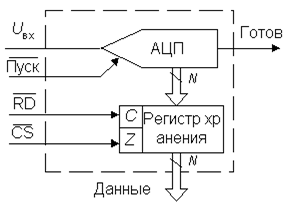 Uвх
АЦП
Готов
Пуск
N
RD
C
Регистр хр
CS
Z
анения
N
Данные